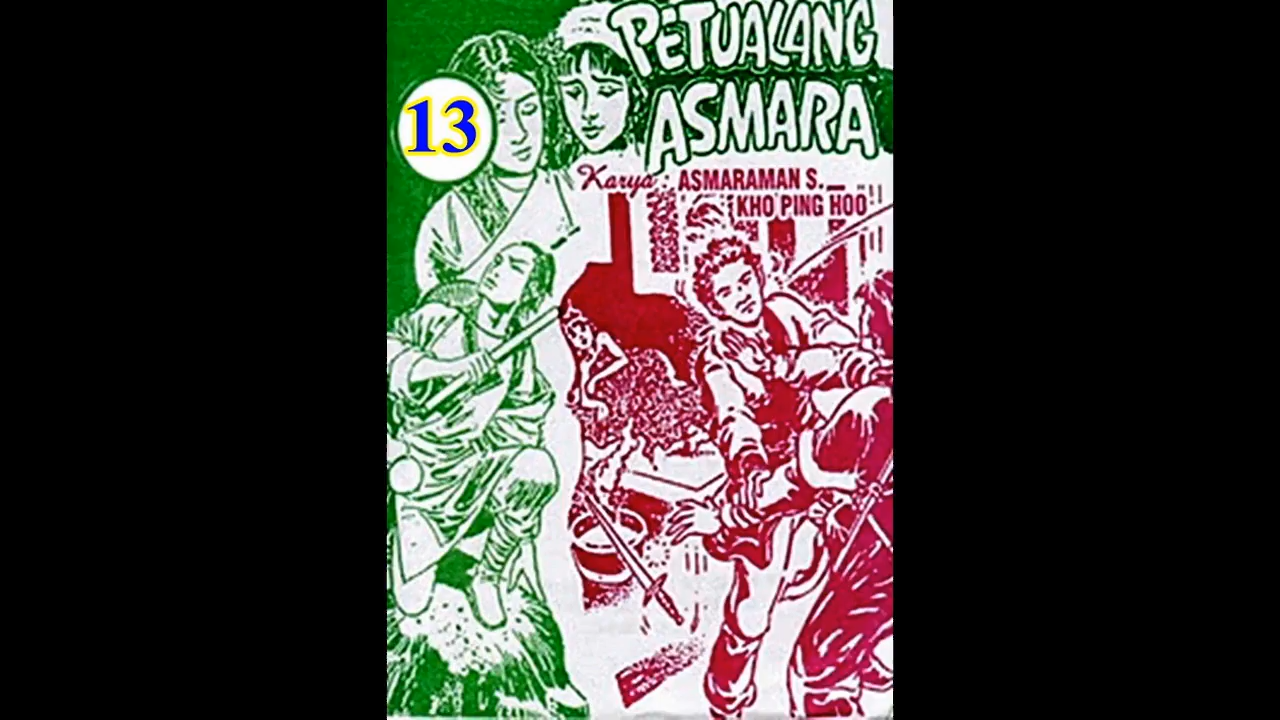 PETUALANG
ASMARA
13
Karya : ASMARAMAN S.
KHO PING HOO